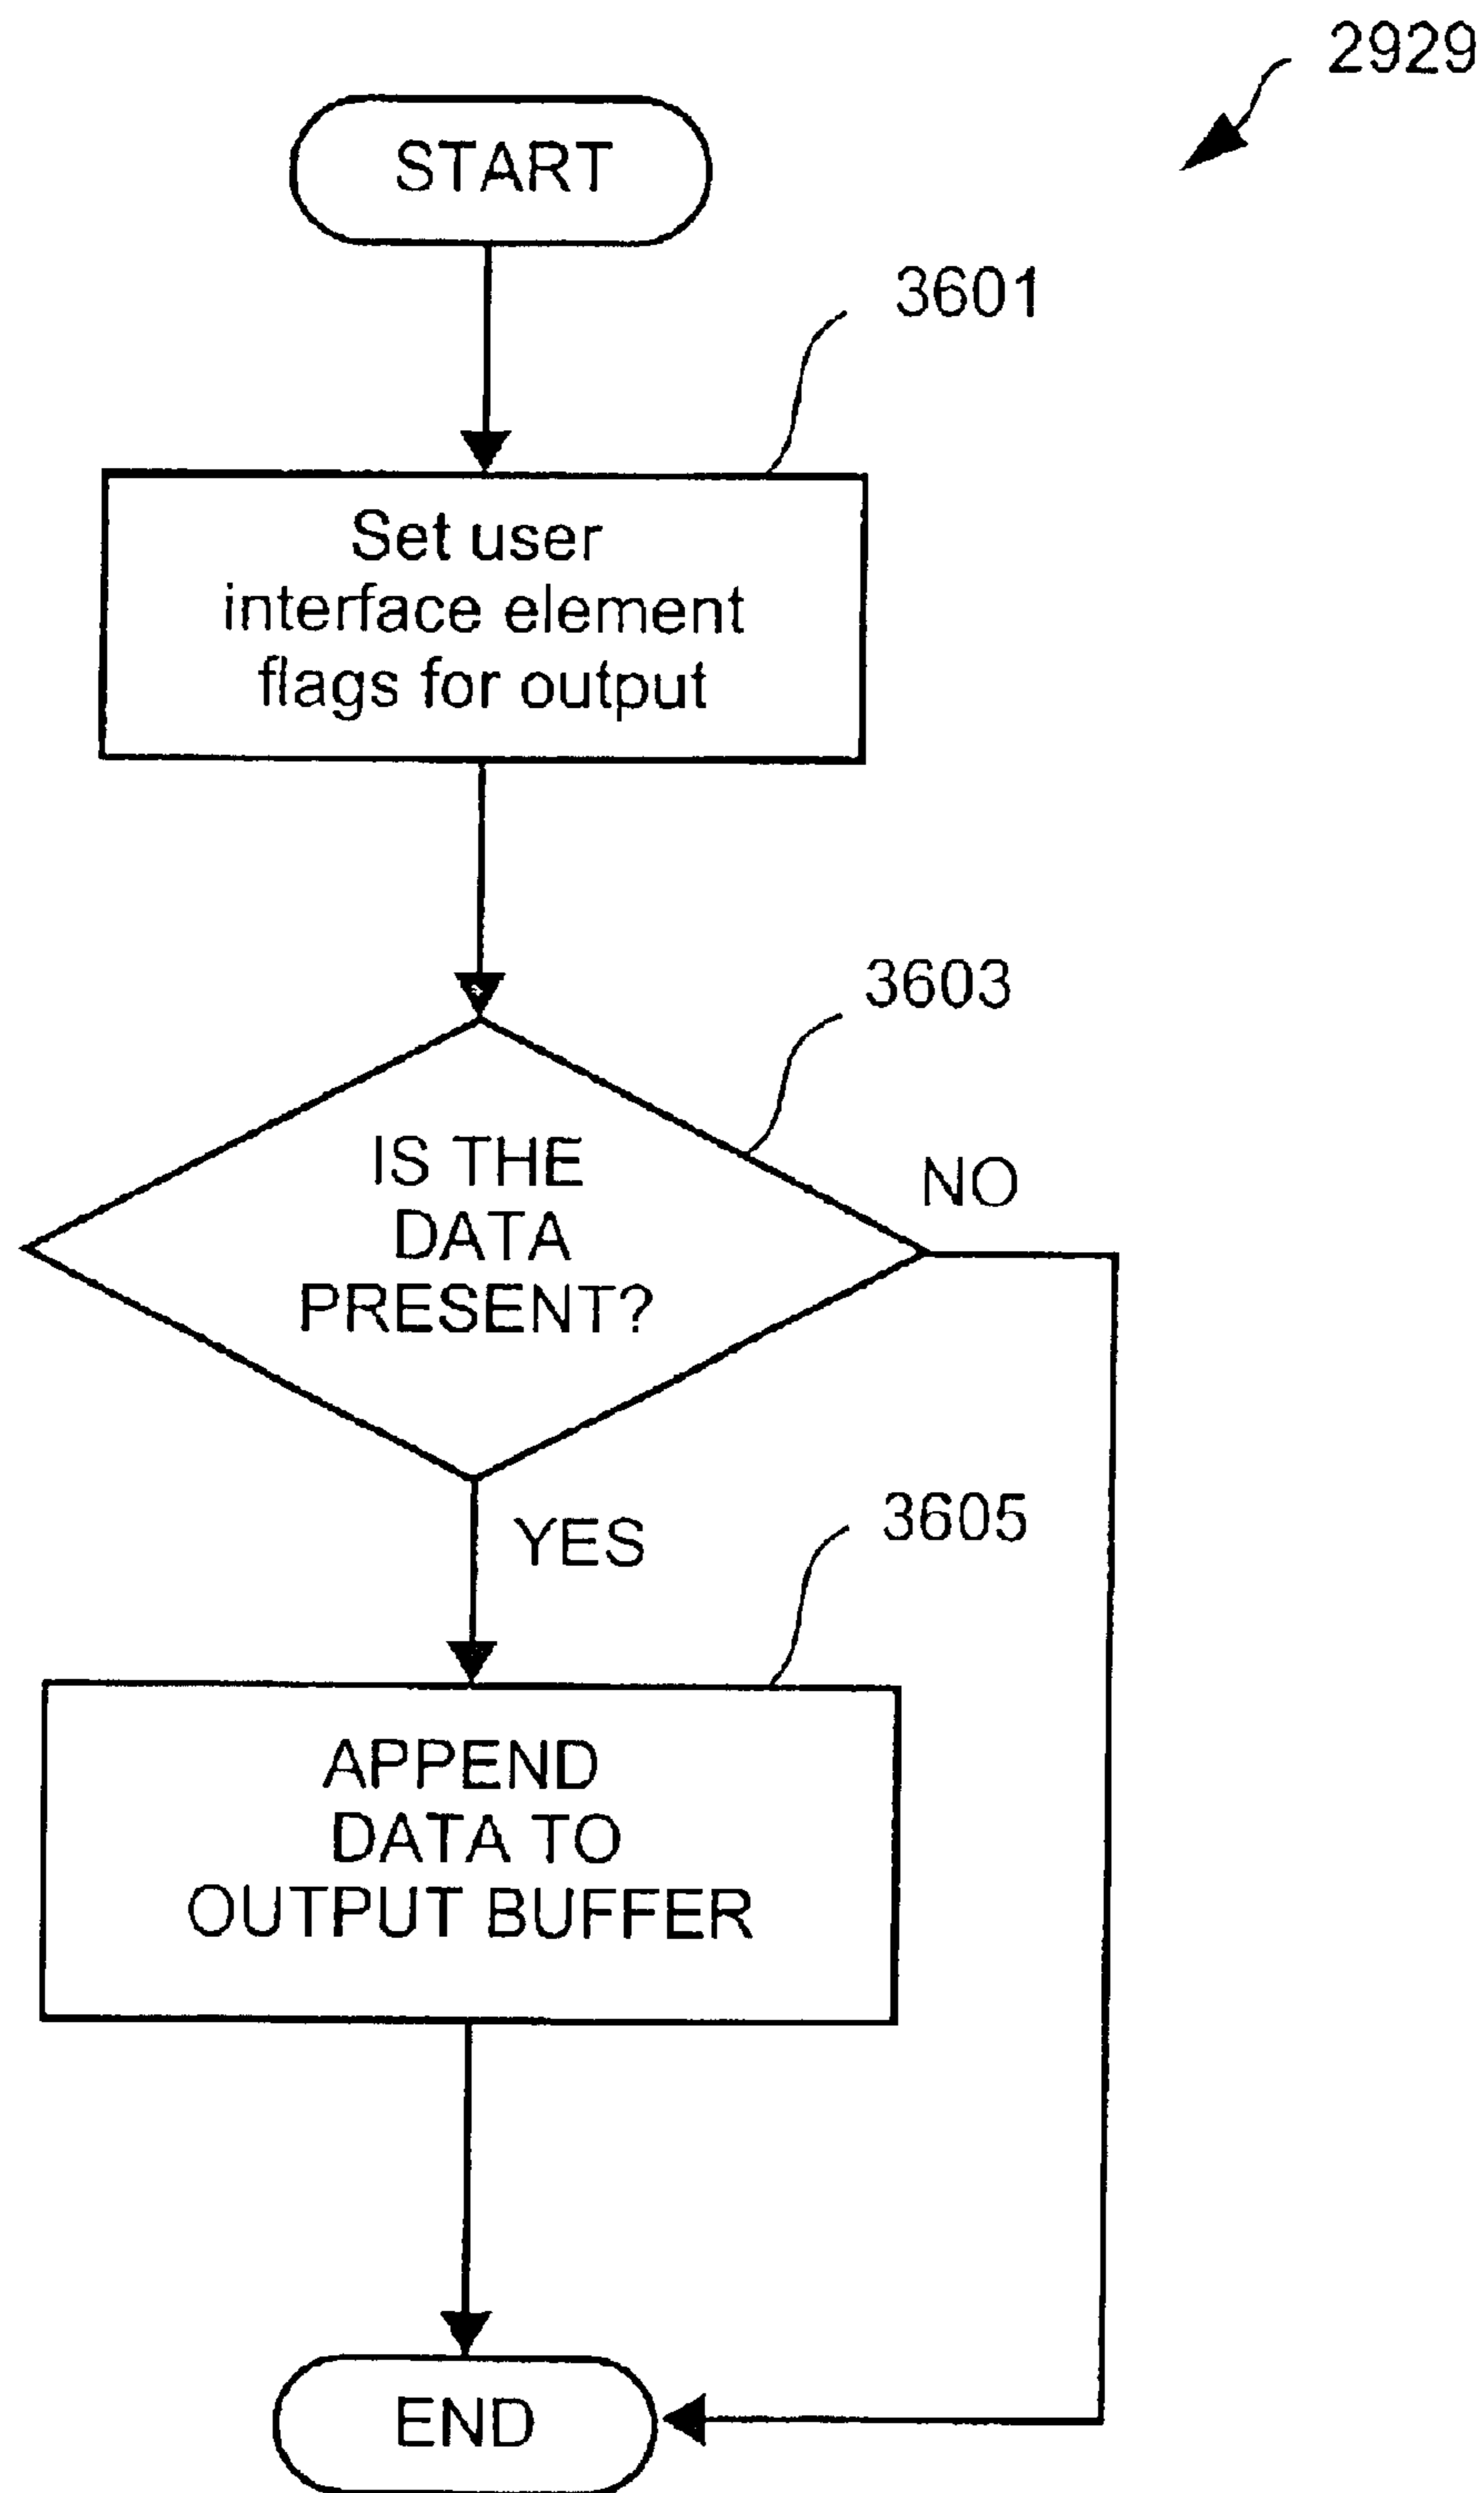 2929
START
3601
Set user
interface element
flags for output
3603
IS THE
DATA
PRESENT?
NO
YES
3605
APPEND
DATA TO
OUTPUT BUFFER
END